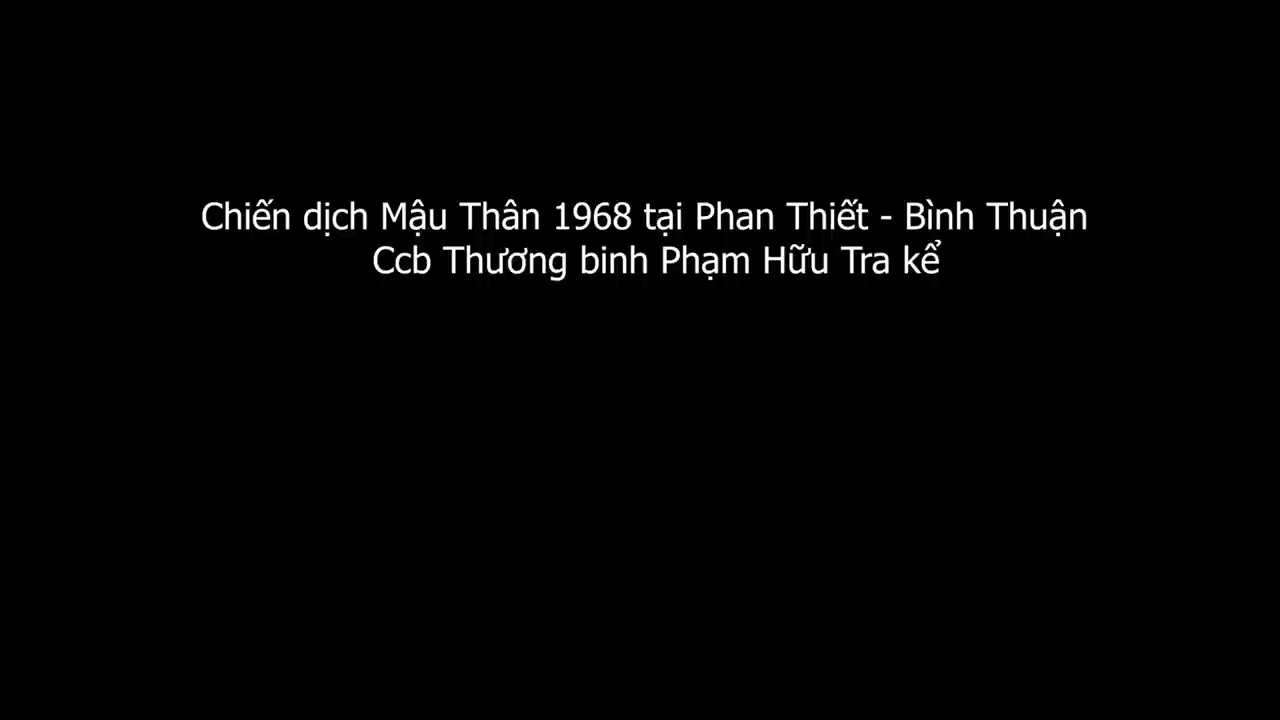 Chiến dịch Mậu Thân 1968 tại Phan Thiết - Bình Thuận
Ccb Thương binh Phạm Hữu Tra kể